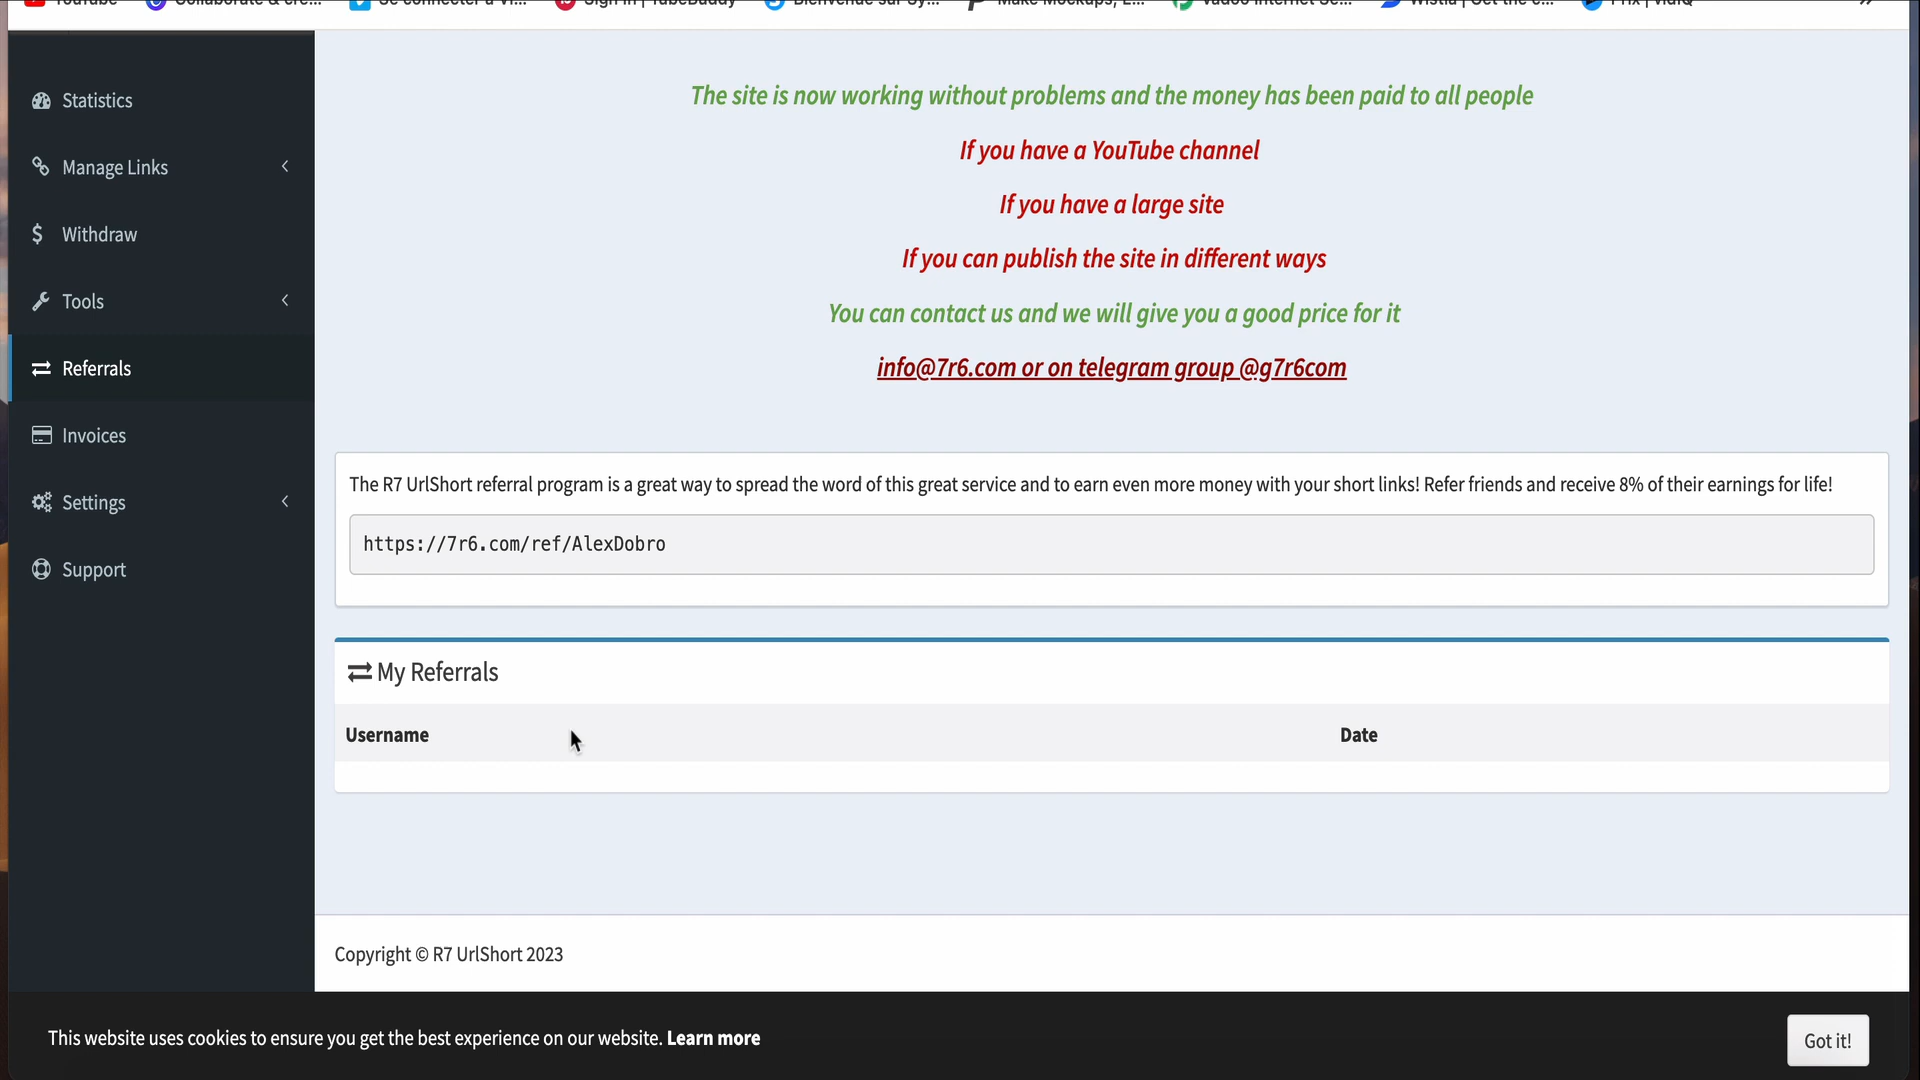 YouTube
Statistics
Manage Links
Withdraw
Tools
Referrals
Invoices
Settings
Support
The site is now working without problems and the money has been paid to all people
If you have a YouTube channel
If you have a large site
If you can publish the site in different ways
You can contact us and we will give you a good price for it
info@7r6.com or on telegram group @g7r6com
The R7 UrlShort referral program is a great way to spread the word of this great service and to earn even more money with your short links! Refer friends and receive 8% of their earnings for life!
https://7r6.com/ref/AlexDobro
My Referrals
Username Date
Copyright © R7 UrlShort 2023
This website uses cookies to ensure you get the best experience on our website. Learn more
Got it!